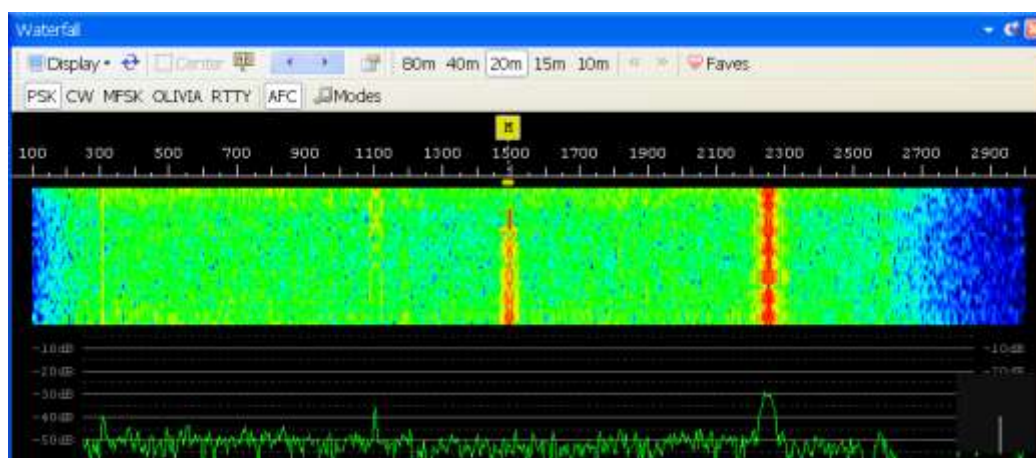 Waterfall
Display Center 80m 40m 20m 15m 10m Faves
PSK CW MFSK OLIVIA RTTY AFC Modes
M
100 300 500 700 900 1100 1300 1500 1700 1900 2100 2300 2500 2700 2900
-10dB -10dB
-20dB
-30dB
-40dB
-50dB